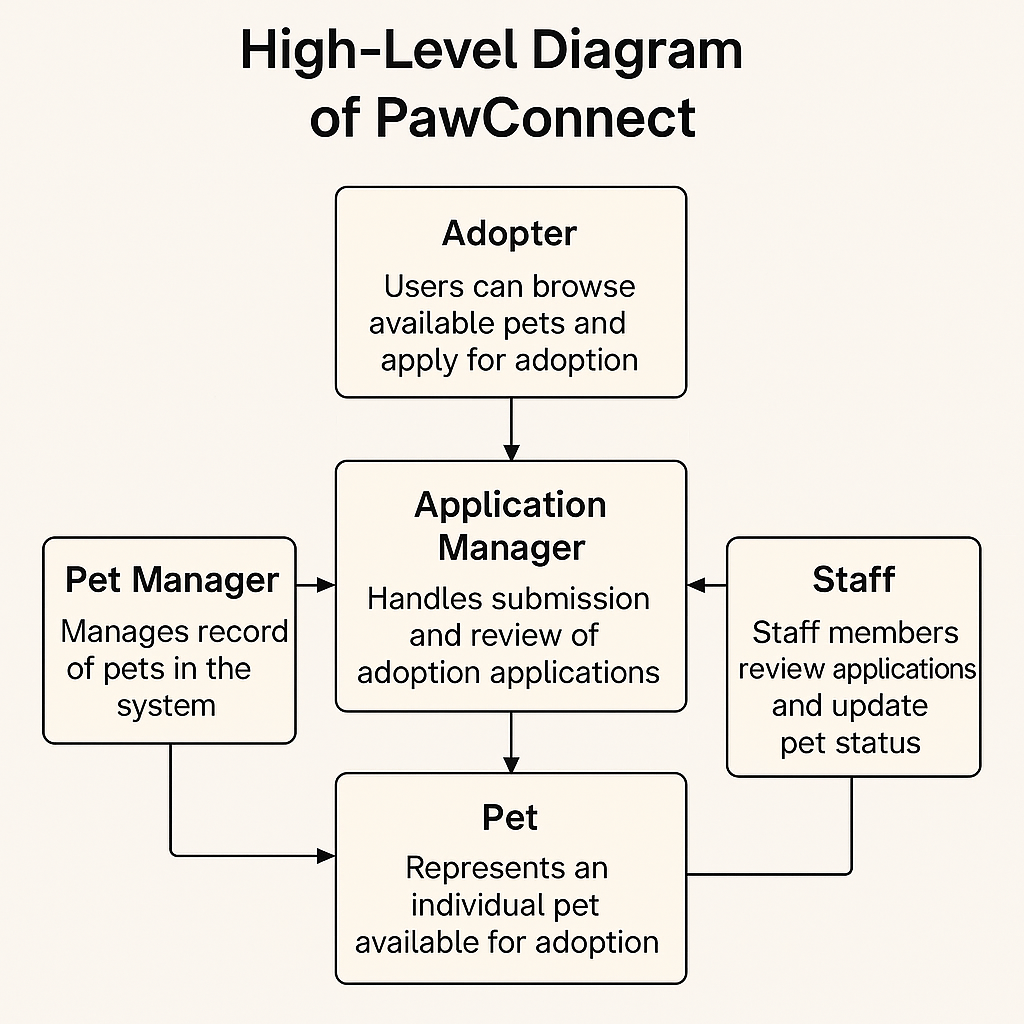 High-Level Diagram
of PawConnect
Adopter
Users can browse
available pets and
apply for adoption
Application
Manager
Handles submission
and review of
adoption applications
Pet Manager
Manages record
of pets in the
system
Staff
Staff members
review applications
and update
pet status
Pet
Represents an
individual pet
available for adoption